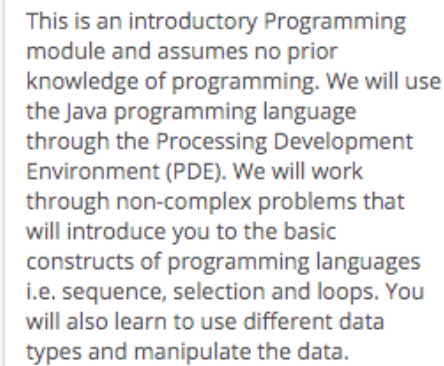 This is an introductory Programming
module and assumes no prior
knowledge of programming. We will use
the Java programming language
through the Processing Development
Environment (PDE). We will work
through non-complex problems that
will introduce you to the basic
constructs of programming languages
i.e. sequence, selection and loops. You
will also learn to use different data
types and manipulate the data.